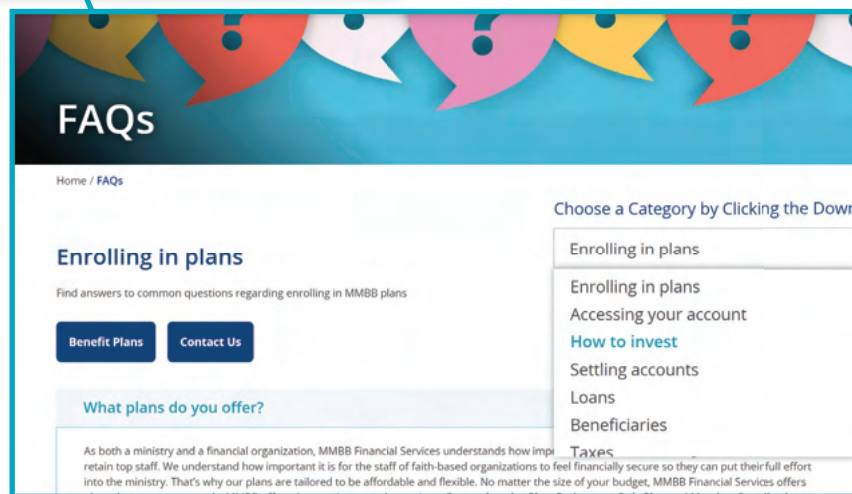 FAQs
Home / FAQs
Choose a Category by Clicking the Down
Enrolling in plans
Enrolling in plans
Find answers to common questions regarding enrolling in MMBB plans
Benefit Plans
Contact Us
Enrolling in plans
Accessing your account
How to invest
Settling accounts
Loans
Beneficiaries
Taxes
What plans do you offer?
As both a ministry and a financial organization, MMBB Financial Services understands how
retain top staff. We understand how important it is for the staff of faith-based organizations to feel financially secure so they can put their full effort
into the ministry. That's why our plans are tailored to be affordable and flexible. No matter the size of your budget, MMBB Financial Services offers